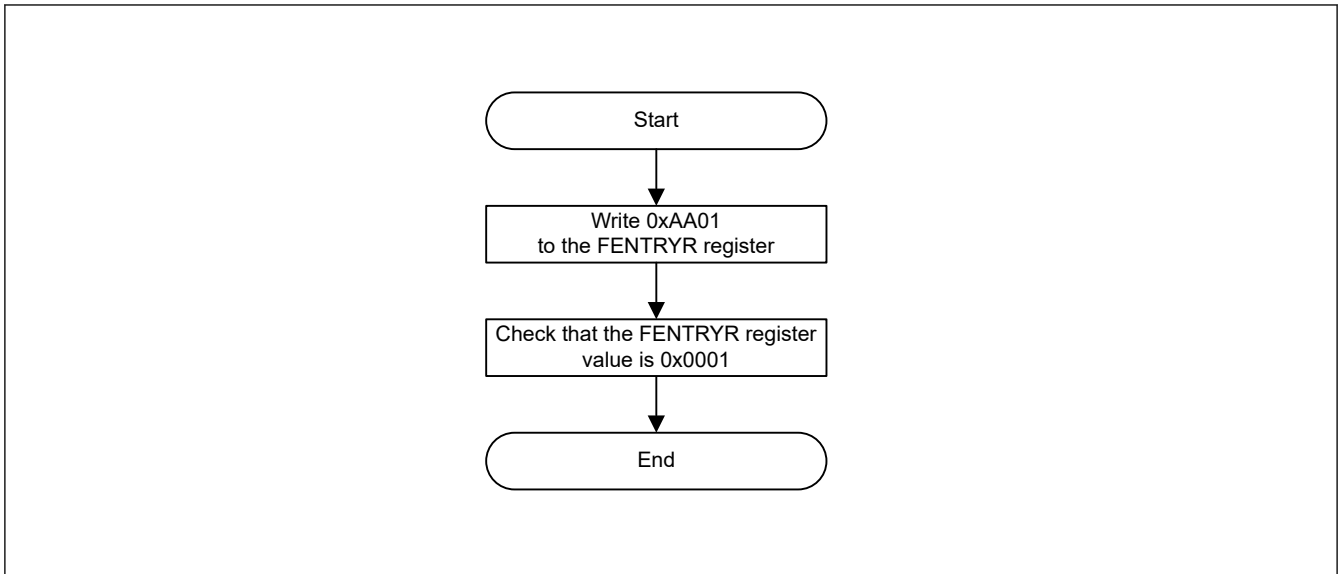 Start
Write 0xAA01
to the FENTRYR register
Check that the FENTRYR register
value is 0x0001
End